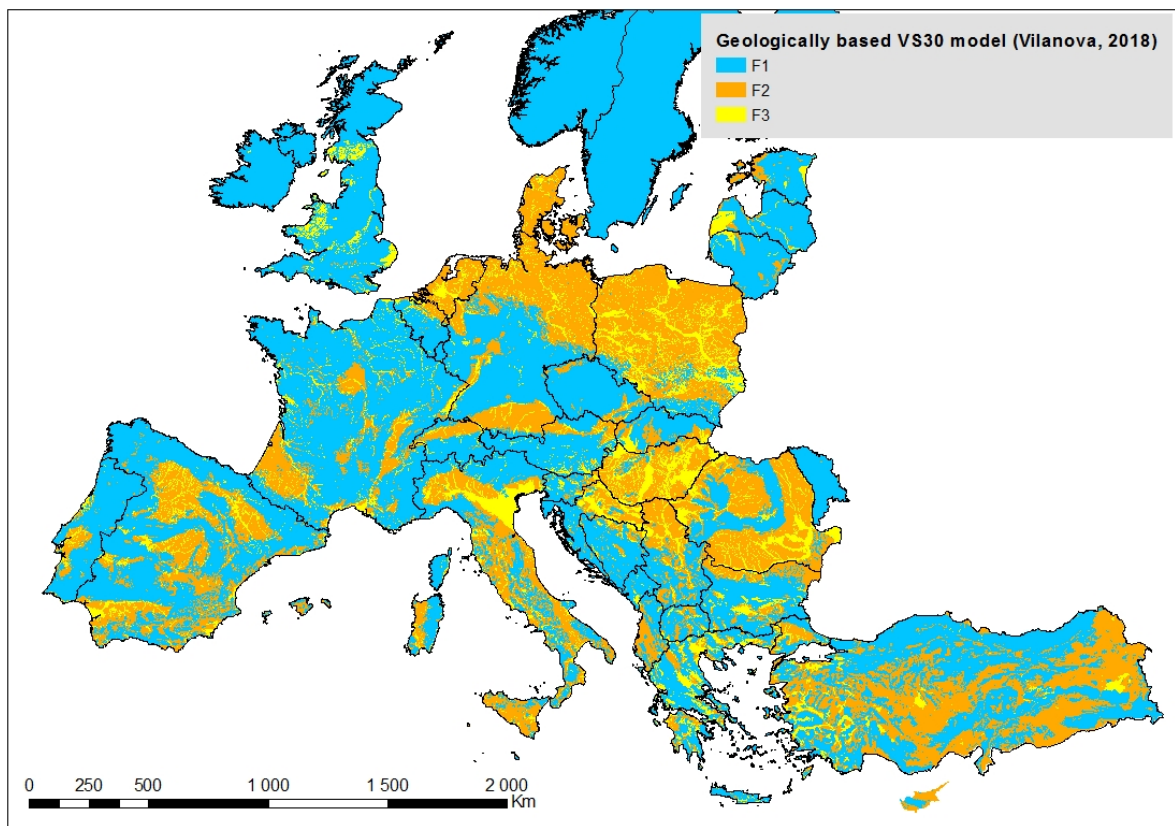 Geologically based VS30 model (Vilanova, 2018)
F1
F2
F3
0 250 500 1 000 1 500 2 000
Km